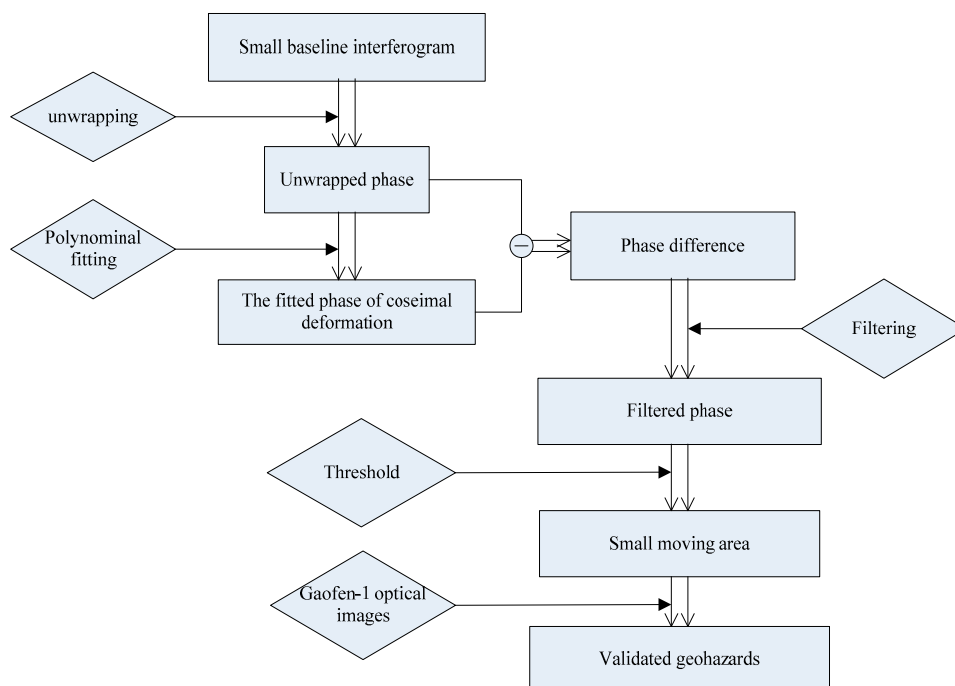 Small baseline interferogram
unwrapping
Unwrapped phase
Polynominal
fitting
Phase difference
The fitted phase of coseimal
deformation
Filtering
Filtered phase
Threshold
Small moving area
Gaofen-1 optical
images
Validated geohazards